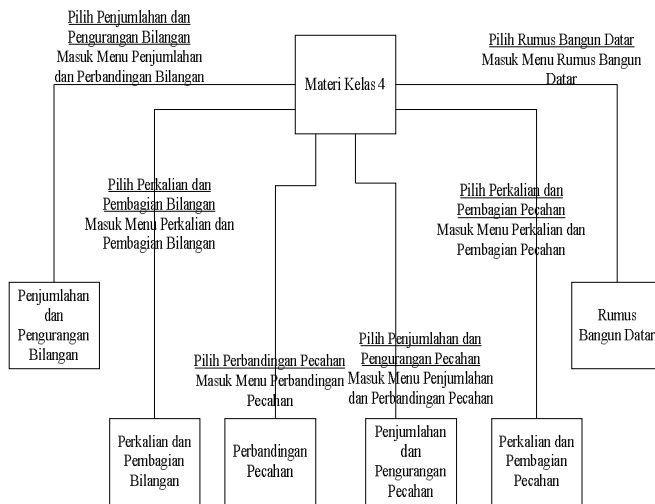 Pilih Penjumlahan dan
Pengurangan Bilangan
Masuk Menu Penjumlahan
dan Perbandingan Bilangan
Materi Kelas 4
Pilih Rumus Bangun Datar
Masuk Menu Rumus Bangun
Datar
Pilih Perkalian dan
Pembagian Bilangan
Masuk Menu Perkalian dan
Pembagian Bilangan
Pilih Perkalian dan
Pembagian Pecahan
Masuk Menu Perkalian dan
Pembagian Pecahan
Penjumlahan
dan
Pengurangan
Bilangan
Rumus
Bangun Datar
Pilih Perbandingan Pecahan
Masuk Menu Perbandingan
Pecahan
Pilih Penjumlahan dan
Pengurangan Pecahan
Masuk Menu Penjumlahan
dan Perbandingan Pecahan
Perkalian dan
Pembagian
Bilangan
Perbandingan
Pecahan
Penjumlahan
dan
Pengurangan
Pecahan
Perkalian dan
Pembagian
Pecahan